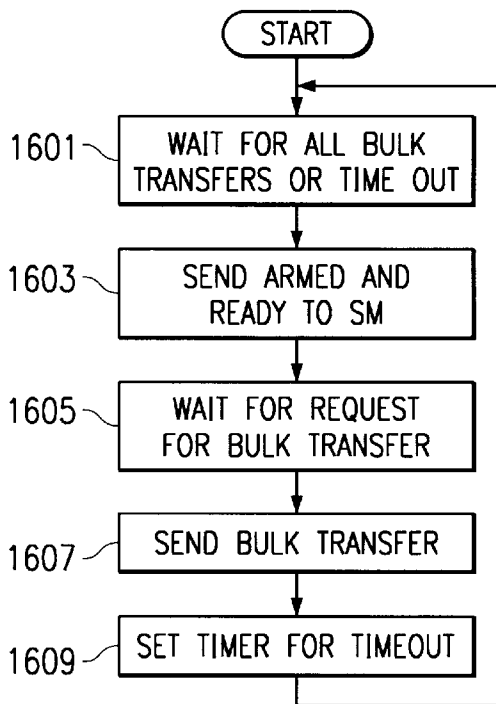 START
1601
WAIT FOR ALL BULK
TRANSFERS OR TIME OUT
1603
SEND ARMED AND
READY TO SM
1605
WAIT FOR REQUEST
FOR BULK TRANSFER
1607
SEND BULK TRANSFER
1609
SET TIMER FOR TIMEOUT